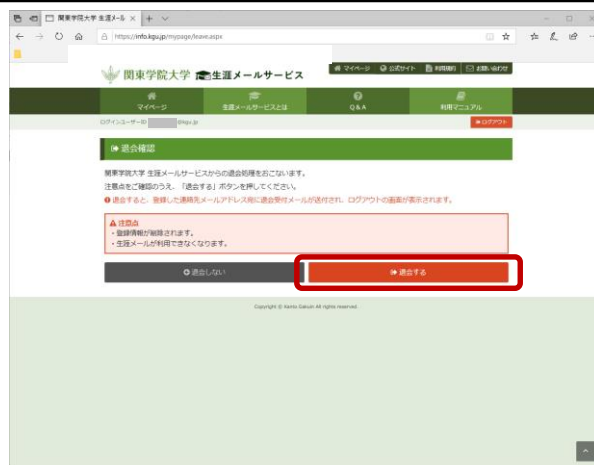 関東学院大学 生涯メール
https://info.kgu.jp/mypage/leave.aspx
関東学院大学 生涯メールサービス
マイページ 公式サイト 利用規約 お問い合わせ
マイページ 生涯メールサービスとは Q&A 利用マニュアル
ログインユーザーID @kgu.jp ログアウト
退会確認
関東学院大学 生涯メールサービスからの退会処理をおこないます。
注意点をご確認のうえ、「退会する」ボタンを押してください。
退会すると、登録した連絡先メールアドレス宛に退会受付メールが送付され、ログアウトの画面が表示されます。
注意点
・登録情報が削除されます。
・生涯メールが利用できなくなります。
退会しない 退会する
Copyright © Kanto Gakuin All rights reserved.